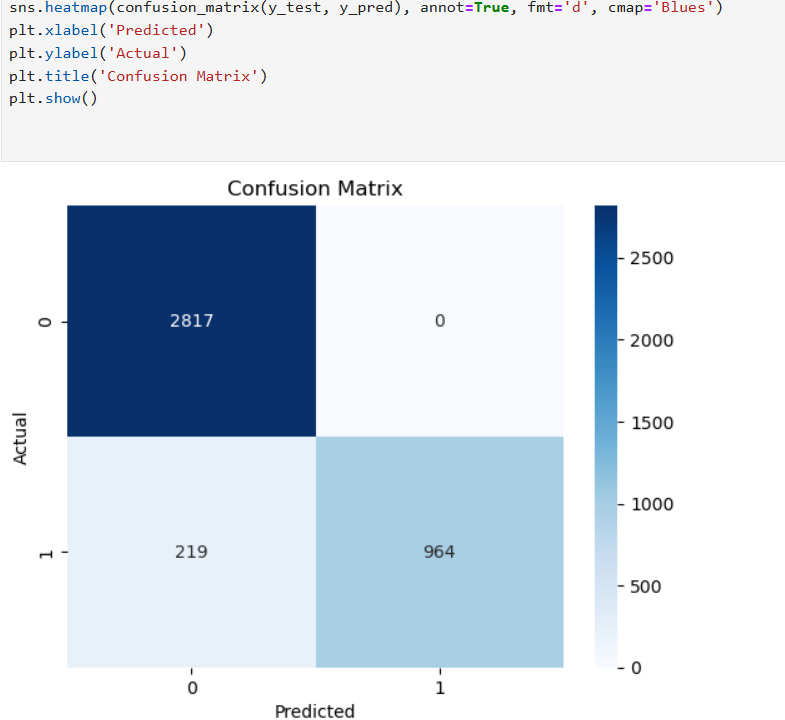 sns.heatmap(confusion_matrix(y_test, y_pred), annot=True, fmt='d', cmap='Blues')
plt.xlabel('Predicted')
plt.ylabel('Actual')
plt.title('Confusion Matrix')
plt.show()
Confusion Matrix
2817
0
219
964
0
1
Actual
0
1
Predicted
2500
2000
1500
1000
500
0